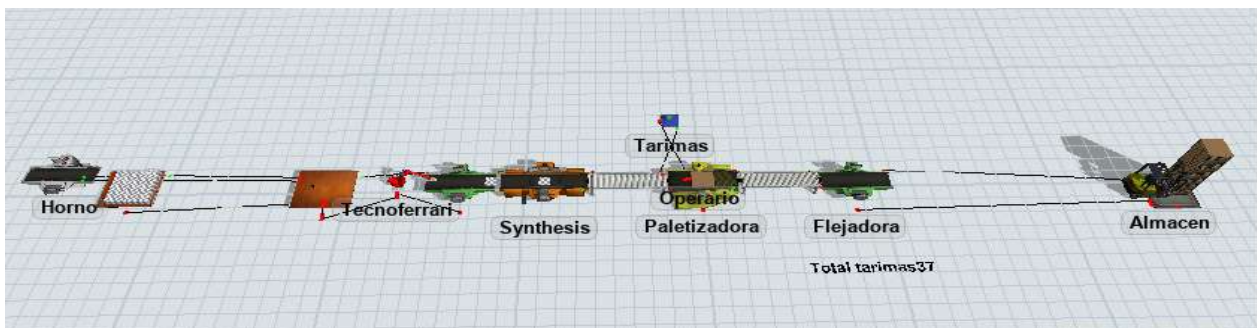 Tarimas
Horno
Tecnoferrari
Operario
Synthesis
Paletizadora
Flejadora
Almacen
Total tarimas37